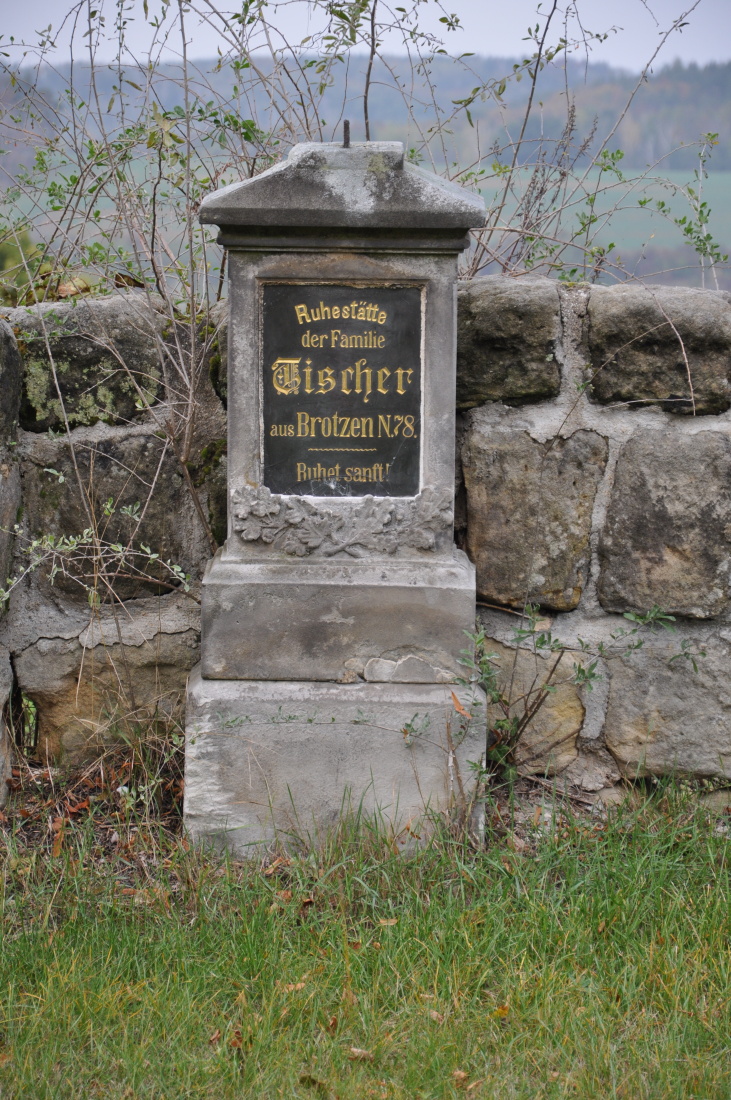 Ruhestätte
der Familie
Tischer
aus Brotzen N.78.
Ruhet sanft!